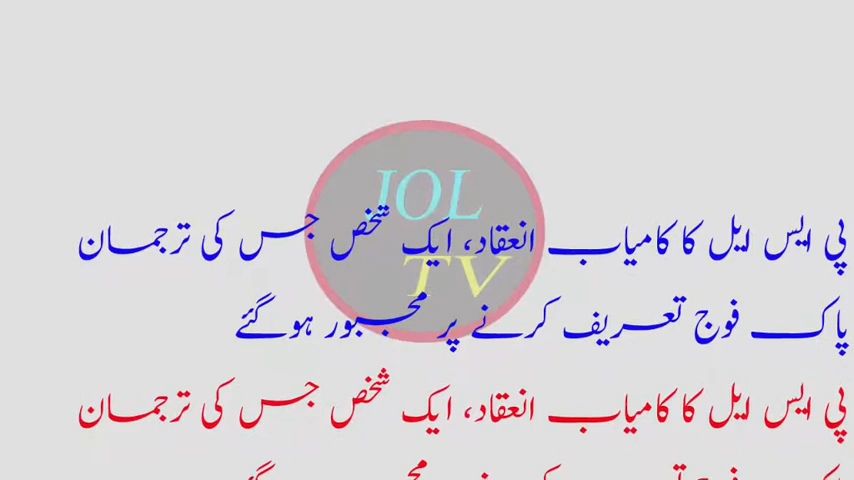 JOL
TV
پی ایس ایل کا کامیاب انعقاد، ایک شخص جس کی ترجمان
پاک فوج تعریف کرنے پر مجبور ہوگئے
پی ایس ایل کا کامیاب انعقاد، ایک شخص جس کی ترجمان